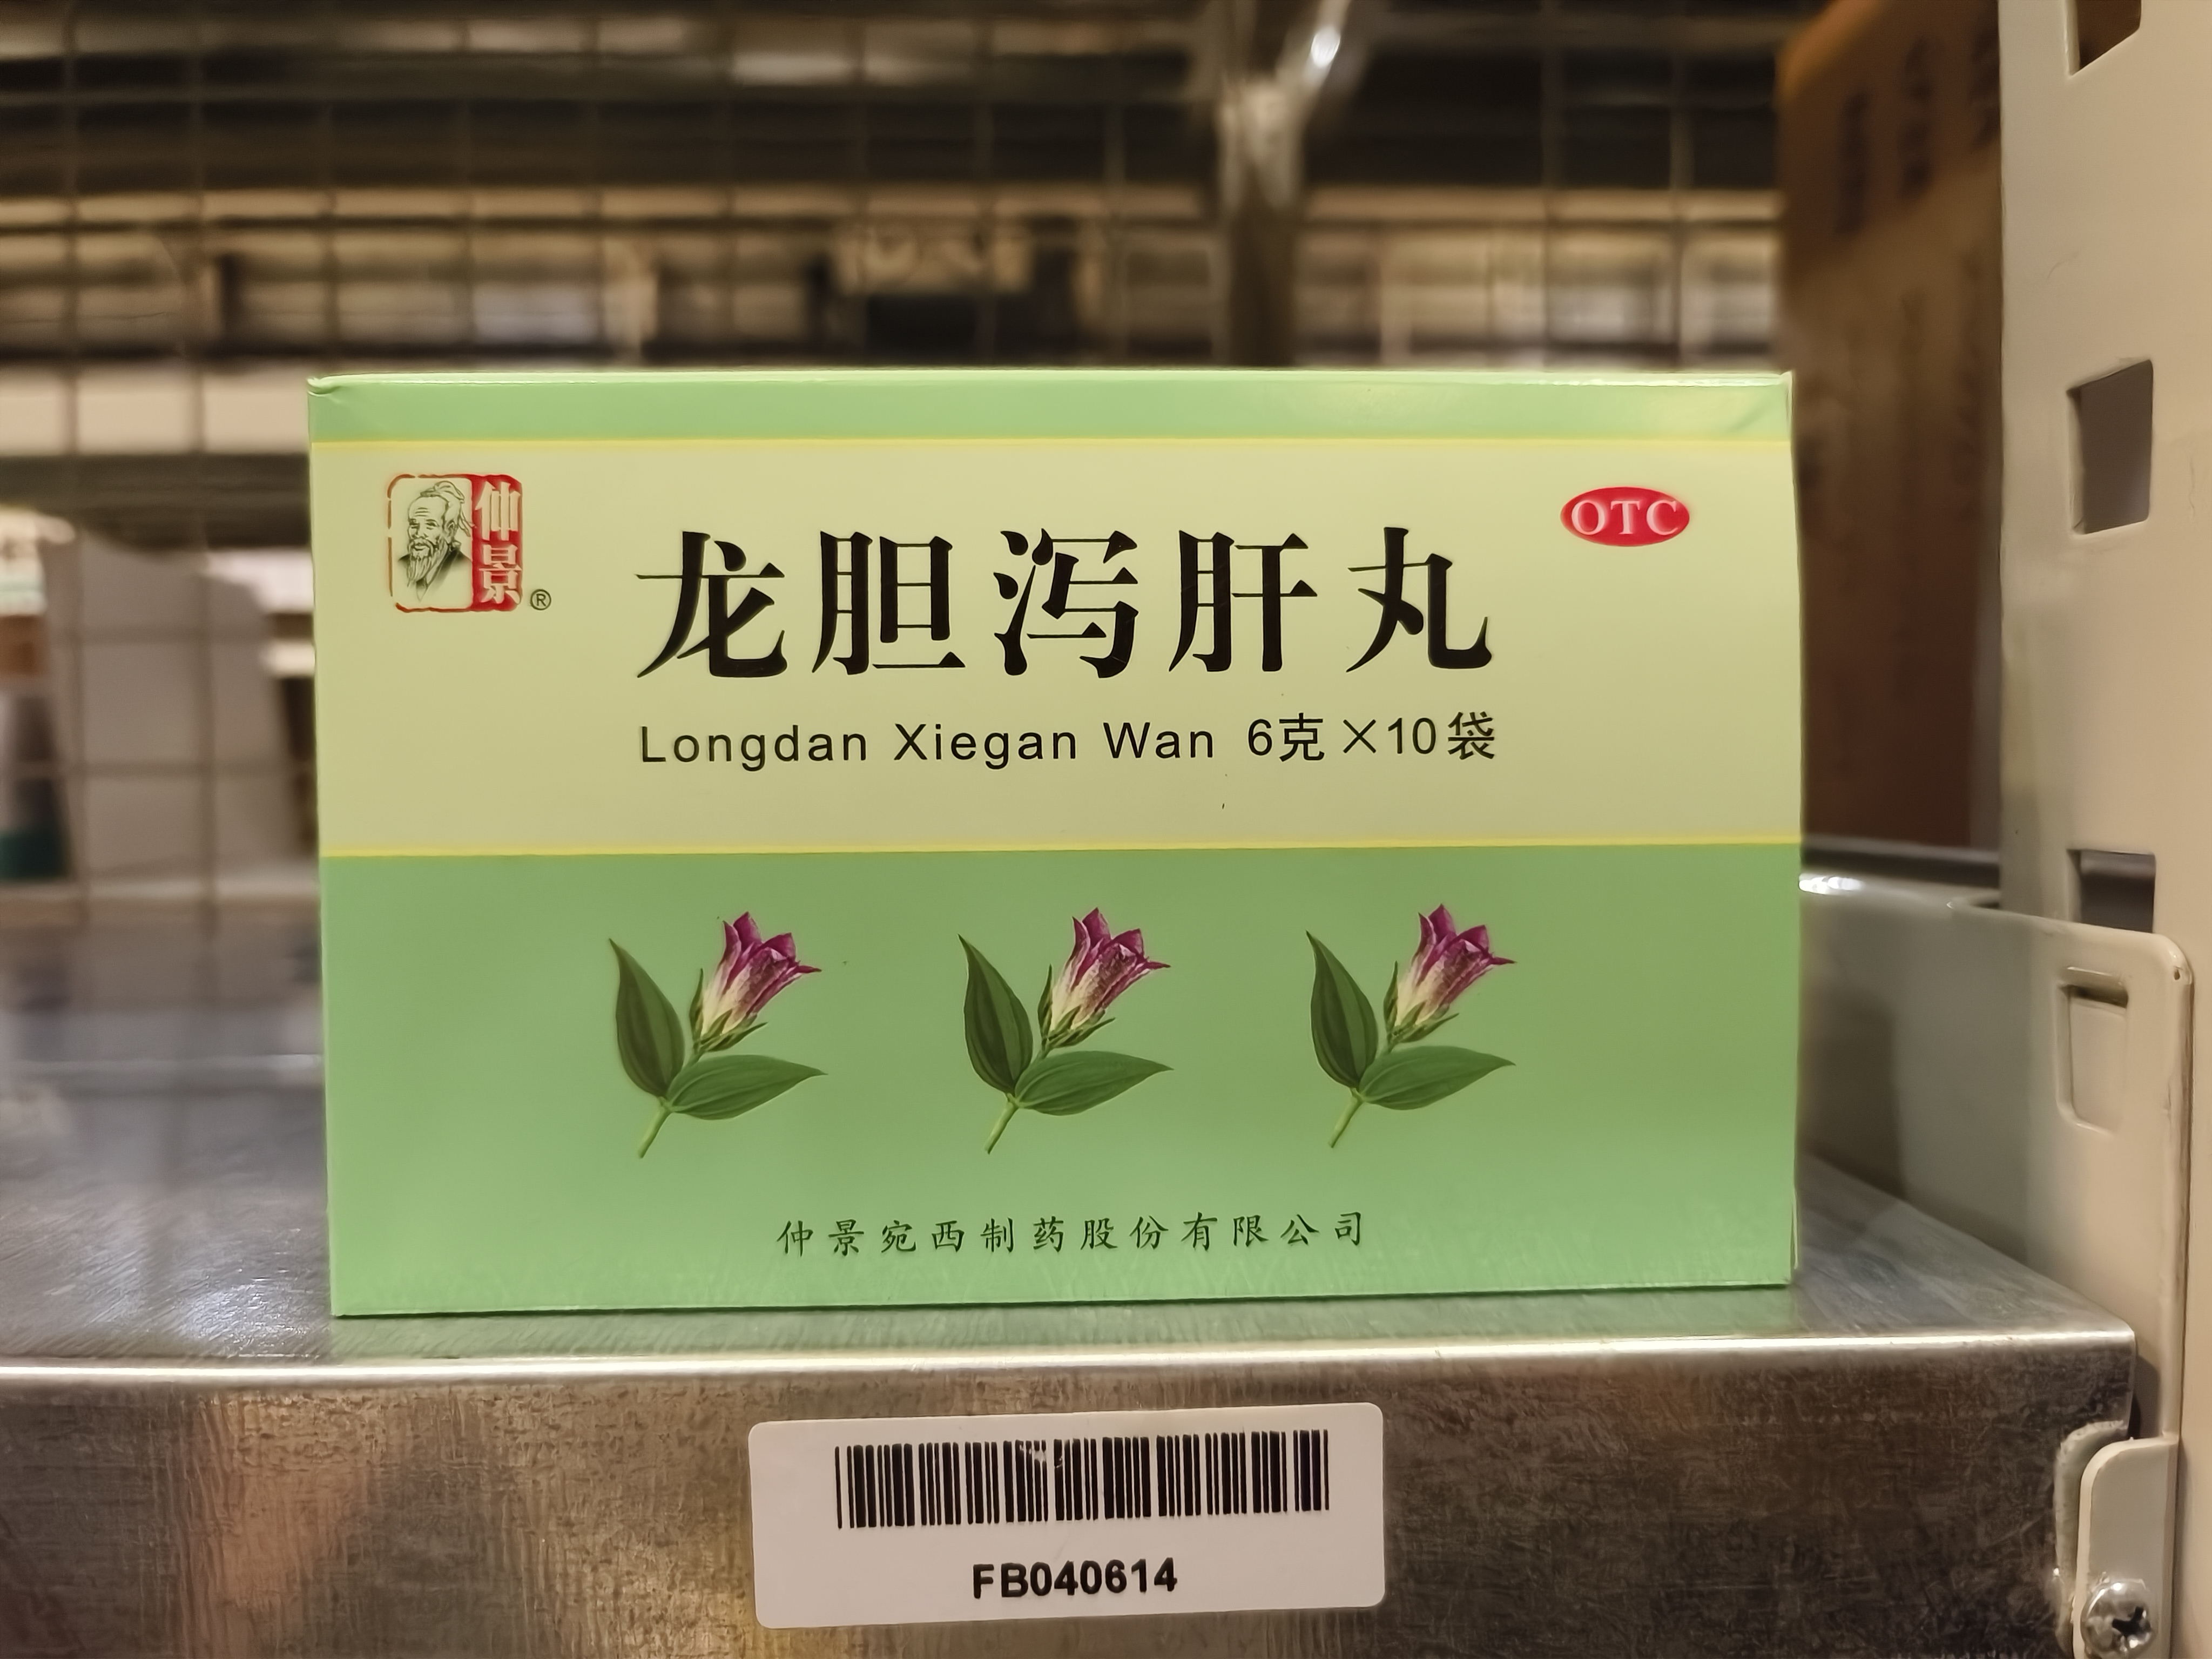 仲景®
OTC
龙胆泻肝丸
Longdan Xiegan Wan 6克×10袋
仲景宛西制药股份有限公司
FB040614